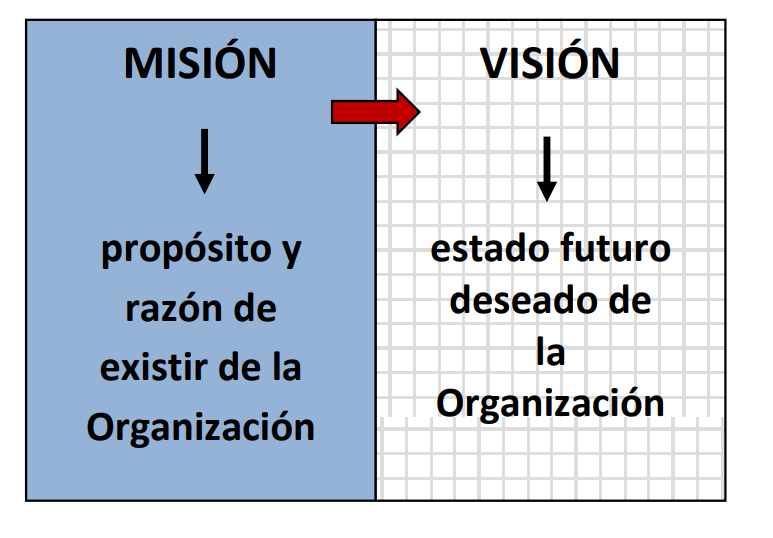 MISIÓN
propósito y
razón de
existir de la
Organización
VISIÓN
estado futuro
deseado de
la
Organización